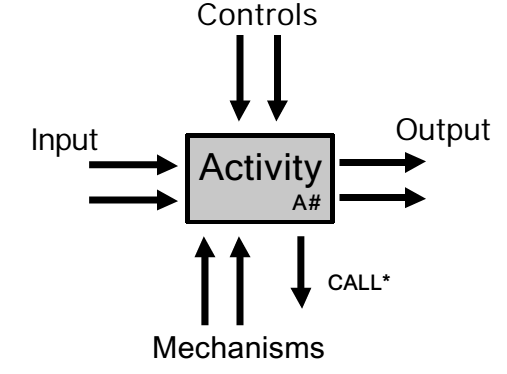 Controls
Input
Output
Activity
A#
CALL*
Mechanisms